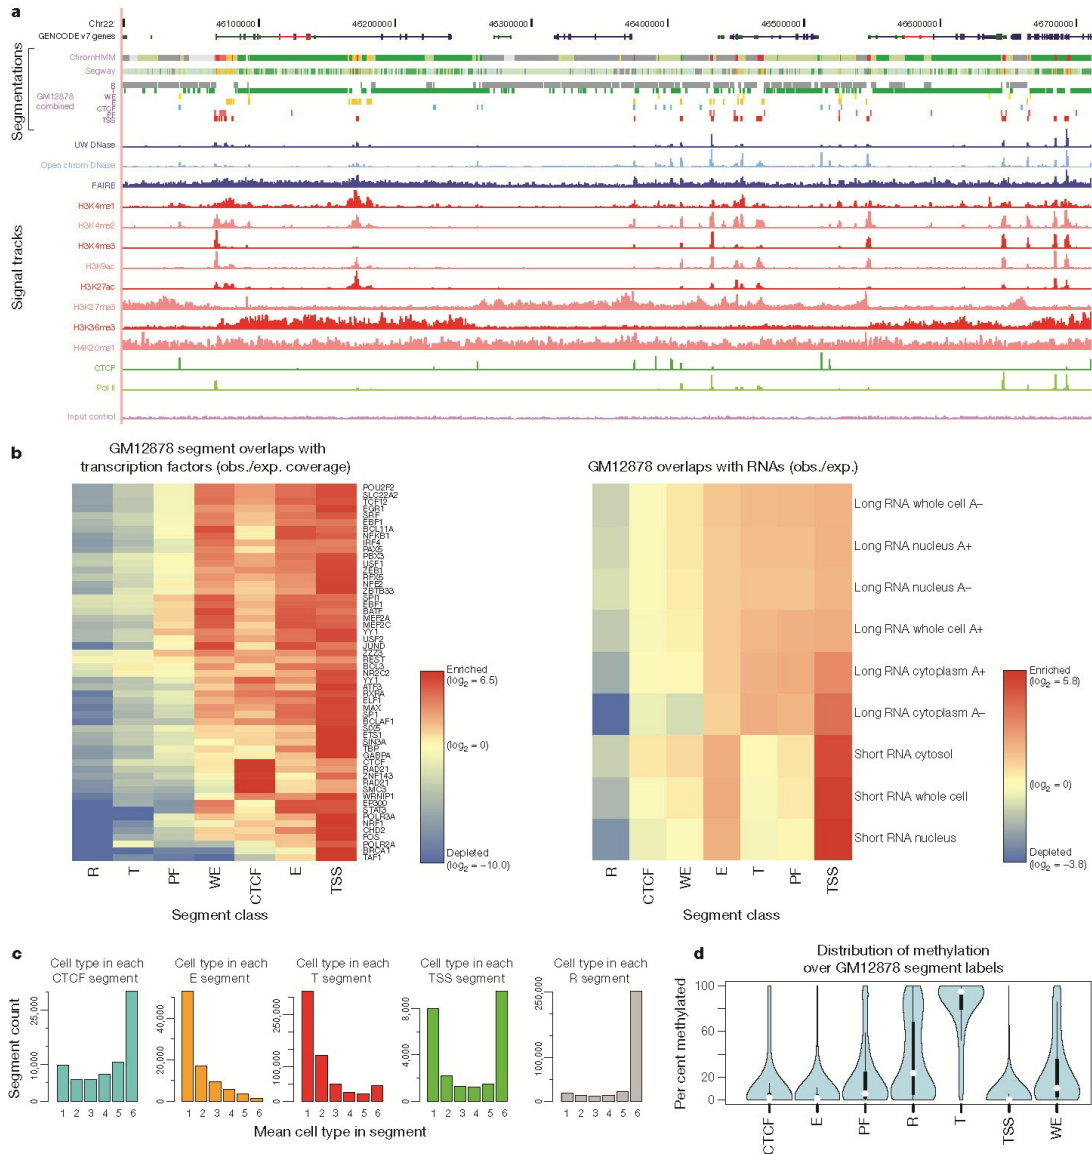 a
Chr22:
46100000
46200000
46300000
46400000
46500000
46600000
46700000
GENCODE v7 genes
Segmentations
ChromHMM
Segway
GM12878
combined
R
T
WE
E
CTCF
PF
TSS
Signal tracks
UW DNase
Open chrom DNase
FAIRE
H3K4me1
H3K4me2
H3K4me3
H3K9ac
H3K27ac
H3K27me3
H3K36me3
H4K20me1
CTCF
Pol II
Input control
b
GM12878 segment overlaps with
transcription factors (obs./exp. coverage)
POU2F2
SLC22A2
TCF12
EGR1
SRF
EBF1
BCL11A
NFKB1
IRF4
PAX5
PBX3
USF1
ZEB1
RFX5
NFE2
ZBTB33
SPI1
EBF1
BATF
MEF2A
MEF2C
YY1
USF2
JUND
ZZZ3
REST
BCL3
NR2C2
YY1
ATF3
RXRA
ELF1
MAX
SP1
BCLAF1
SIX5
ETS1
SIN3A
TBP
GABPA
CTCF
RAD21
ZNF143
RAD21
SMC3
WRNIP1
EP300
STAT3
POLR3A
NRF1
CHD2
FOS
POLR2A
BRCA1
TAF1
R T PF WE CTCF E TSS
Segment class
Enriched
(log2 = 6.5)
(log2 = 0)
Depleted
(log2 = −10.0)
GM12878 overlaps with RNAs (obs./exp.)
Long RNA whole cell A−
Long RNA nucleus A+
Long RNA nucleus A−
Long RNA whole cell A+
Long RNA cytoplasm A+
Long RNA cytoplasm A−
Short RNA cytosol
Short RNA whole cell
Short RNA nucleus
R CTCF WE E T PF TSS
Segment class
Enriched
(log2 = 5.8)
(log2 = 0)
Depleted
(log2 = −3.8)
c
Segment count
Cell type in each
CTCF segment
25,000
10,000
0
1 2 3 4 5 6
Cell type in each
E segment
40,000
20,000
0
1 2 3 4 5 6
Cell type in each
T segment
100,000
40,000
0
1 2 3 4 5 6
Cell type in each
TSS segment
8,000
4,000
0
1 2 3 4 5 6
Cell type in each
R segment
250,000
100,000
0
1 2 3 4 5 6
Mean cell type in segment
d
Distribution of methylation
over GM12878 segment labels
Per cent methylated
100
60
20
0
CTCF E PF R T TSS WE